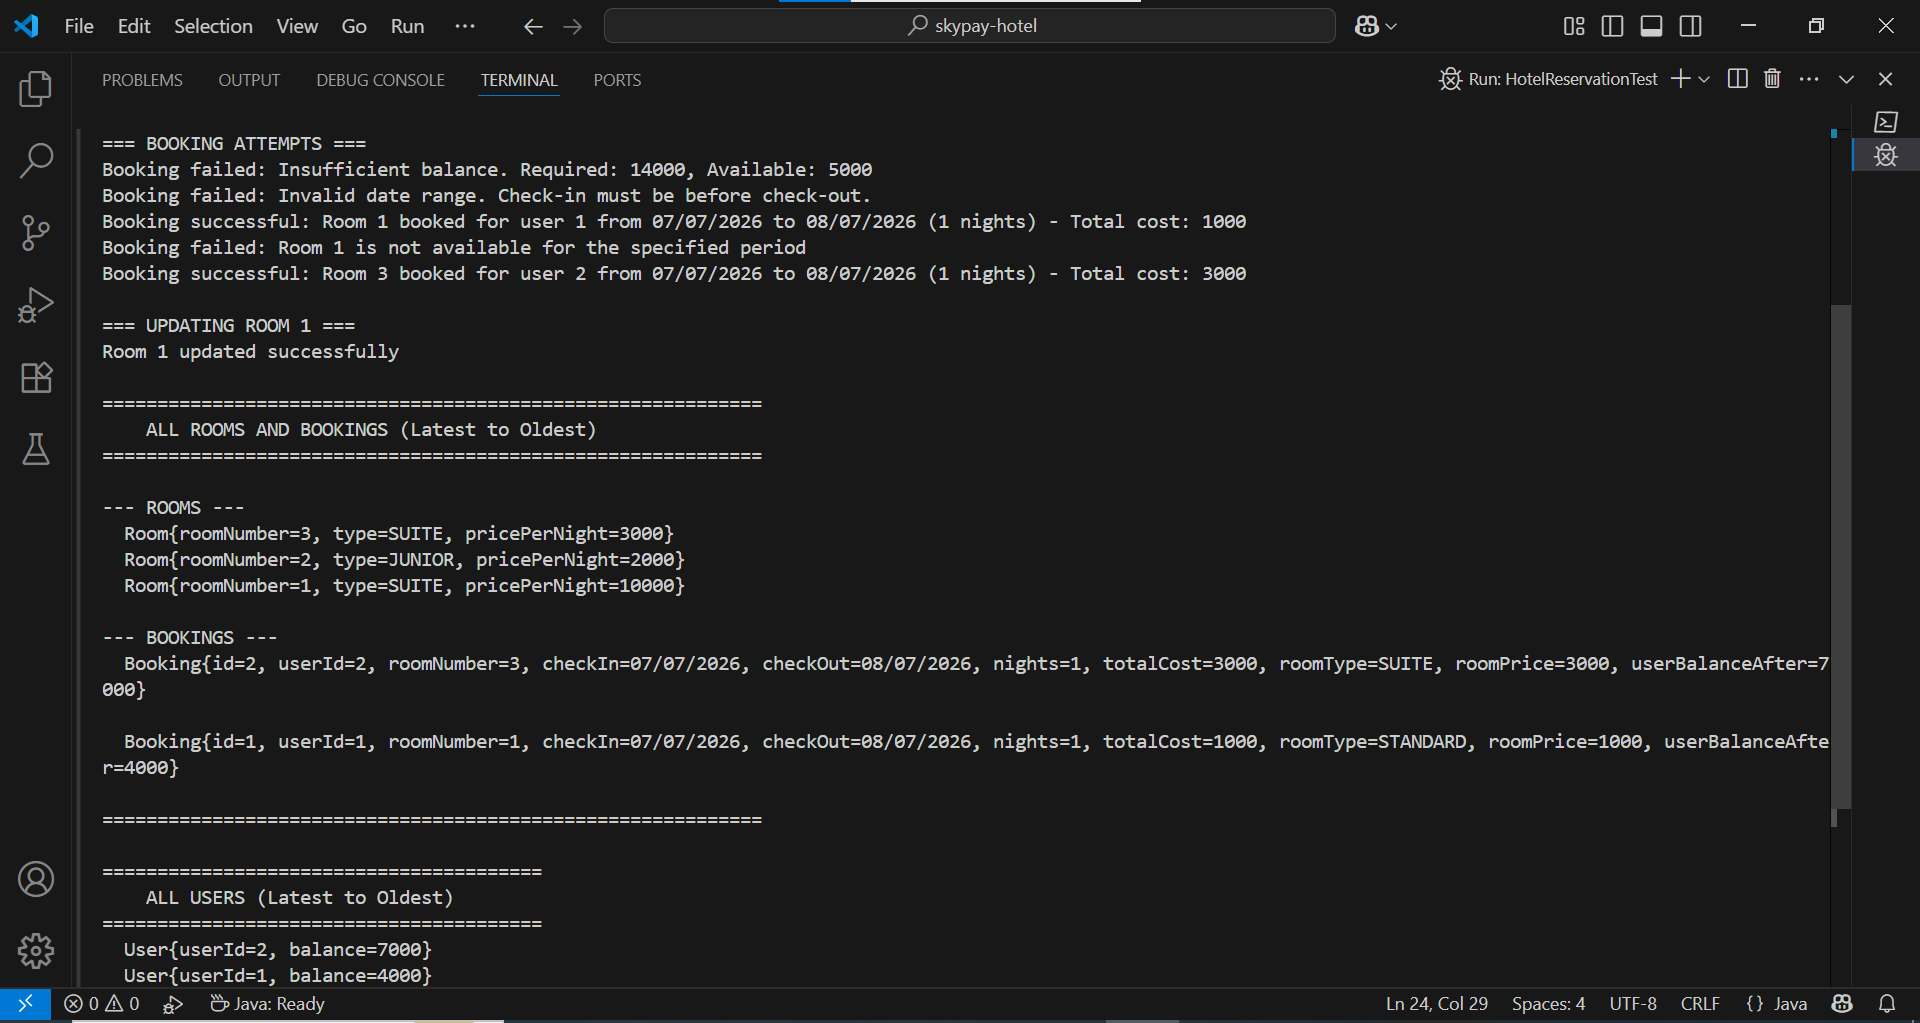 File Edit Selection View Go Run ··· skypay-hotel
PROBLEMS OUTPUT DEBUG CONSOLE TERMINAL PORTS Run: HotelReservationTest
=== BOOKING ATTEMPTS ===
Booking failed: Insufficient balance. Required: 14000, Available: 5000
Booking failed: Invalid date range. Check-in must be before check-out.
Booking successful: Room 1 booked for user 1 from 07/07/2026 to 08/07/2026 (1 nights) - Total cost: 1000
Booking failed: Room 1 is not available for the specified period
Booking successful: Room 3 booked for user 2 from 07/07/2026 to 08/07/2026 (1 nights) - Total cost: 3000
=== UPDATING ROOM 1 ===
Room 1 updated successfully
============================================================
ALL ROOMS AND BOOKINGS (Latest to Oldest)
============================================================
--- ROOMS ---
Room{roomNumber=3, type=SUITE, pricePerNight=3000}
Room{roomNumber=2, type=JUNIOR, pricePerNight=2000}
Room{roomNumber=1, type=SUITE, pricePerNight=10000}
--- BOOKINGS ---
Booking{id=2, userId=2, roomNumber=3, checkIn=07/07/2026, checkOut=08/07/2026, nights=1, totalCost=3000, roomType=SUITE, roomPrice=3000, userBalanceAfter=7
000}
Booking{id=1, userId=1, roomNumber=1, checkIn=07/07/2026, checkOut=08/07/2026, nights=1, totalCost=1000, roomType=STANDARD, roomPrice=1000, userBalanceAfte
r=4000}
============================================================
========================================
ALL USERS (Latest to Oldest)
========================================
User{userId=2, balance=7000}
User{userId=1, balance=4000}
0 0 Java: Ready Ln 24, Col 29 Spaces: 4 UTF-8 CRLF {} Java